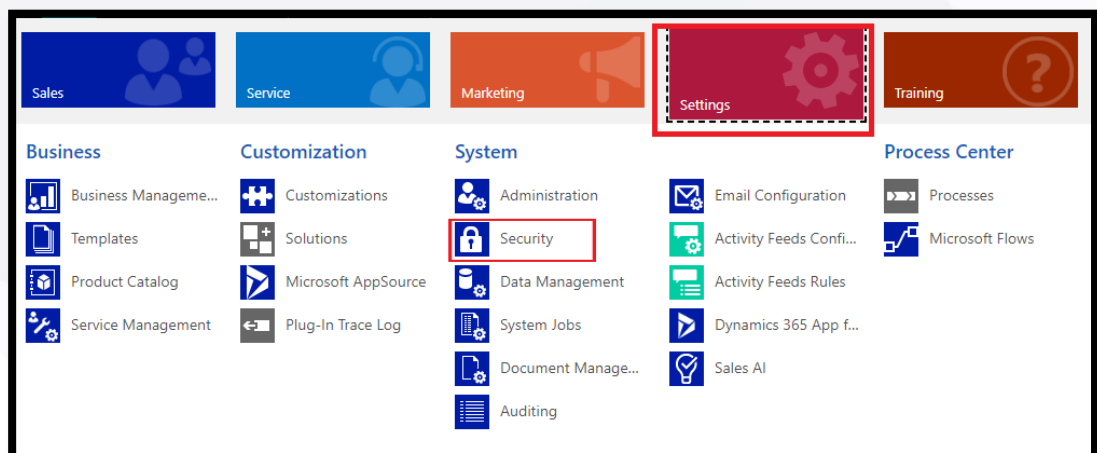 Sales
Service
Marketing
Settings
Training
?
Business
Business Manageme...
Templates
Product Catalog
Service Management
Customization
Customizations
Solutions
Microsoft AppSource
Plug-In Trace Log
System
Administration
Security
Data Management
System Jobs
Document Manage...
Auditing
Email Configuration
Activity Feeds Confi...
Activity Feeds Rules
Dynamics 365 App f...
Sales AI
Process Center
Processes
Microsoft Flows